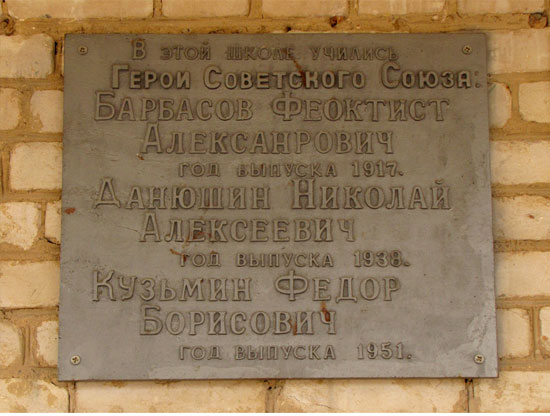 В этой школе учились
Герои Советского Союза:
Барбасов Феоктист
Алексанрович
год выпуска 1917.
Данюшин Николай
Алексеевич
год выпуска 1938.
Кузьмин Федор
Борисович
год выпуска 1951.